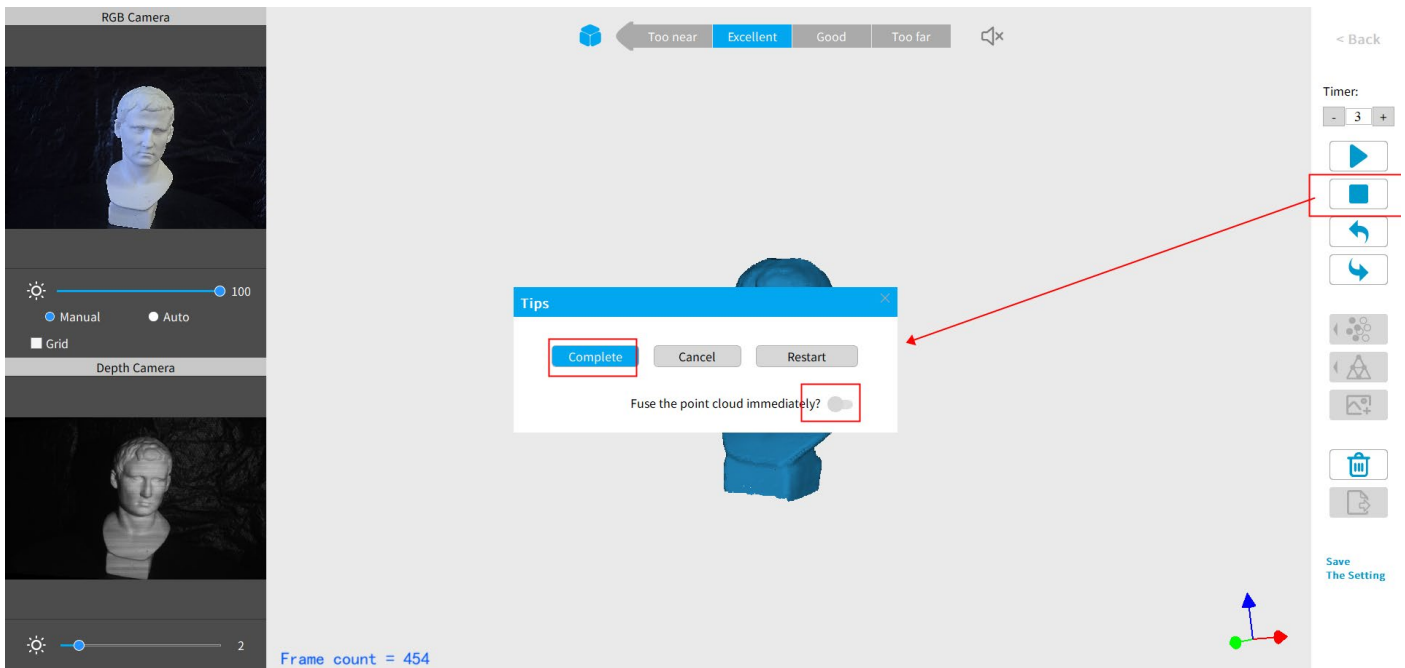 RGB Camera
Too near
Excellent
Good
Too far
< Back
Timer:
- 3 +
100
Manual
Auto
Grid
Tips
Complete
Cancel
Restart
Fuse the point cloud immediately?
Depth Camera
2
Save
The Setting
Frame count = 454